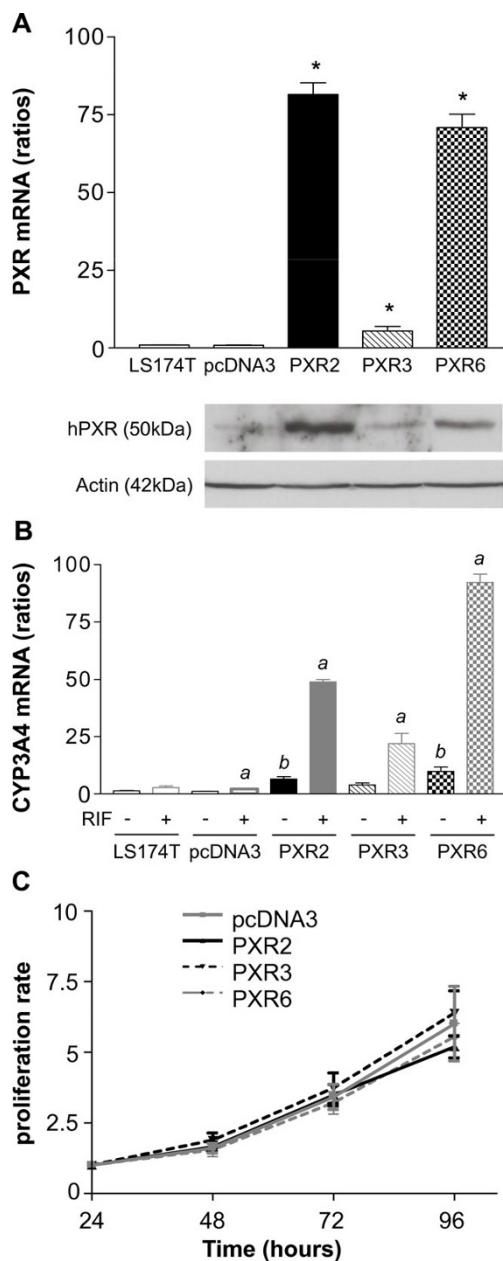 A
PXR mRNA (ratios)
100
75
50
25
0
* * *
LS174T pcDNA3 PXR2 PXR3 PXR6
hPXR (50kDa)
Actin (42kDa)
B
CYP3A4 mRNA (ratios)
100
75
50
25
0
a b a a b a
RIF - + - + - + - + - +
LS174T pcDNA3 PXR2 PXR3 PXR6
C
proliferation rate
10
7.5
5
2.5
0
pcDNA3
PXR2
PXR3
PXR6
24 48 72 96
Time (hours)